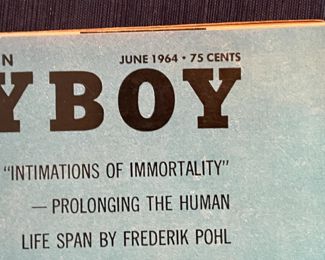 N JUNE 1964 • 75 CENTS
YBOY
"INTIMATIONS OF IMMORTALITY"
— PROLONGING THE HUMAN
LIFE SPAN BY FREDERIK POHL